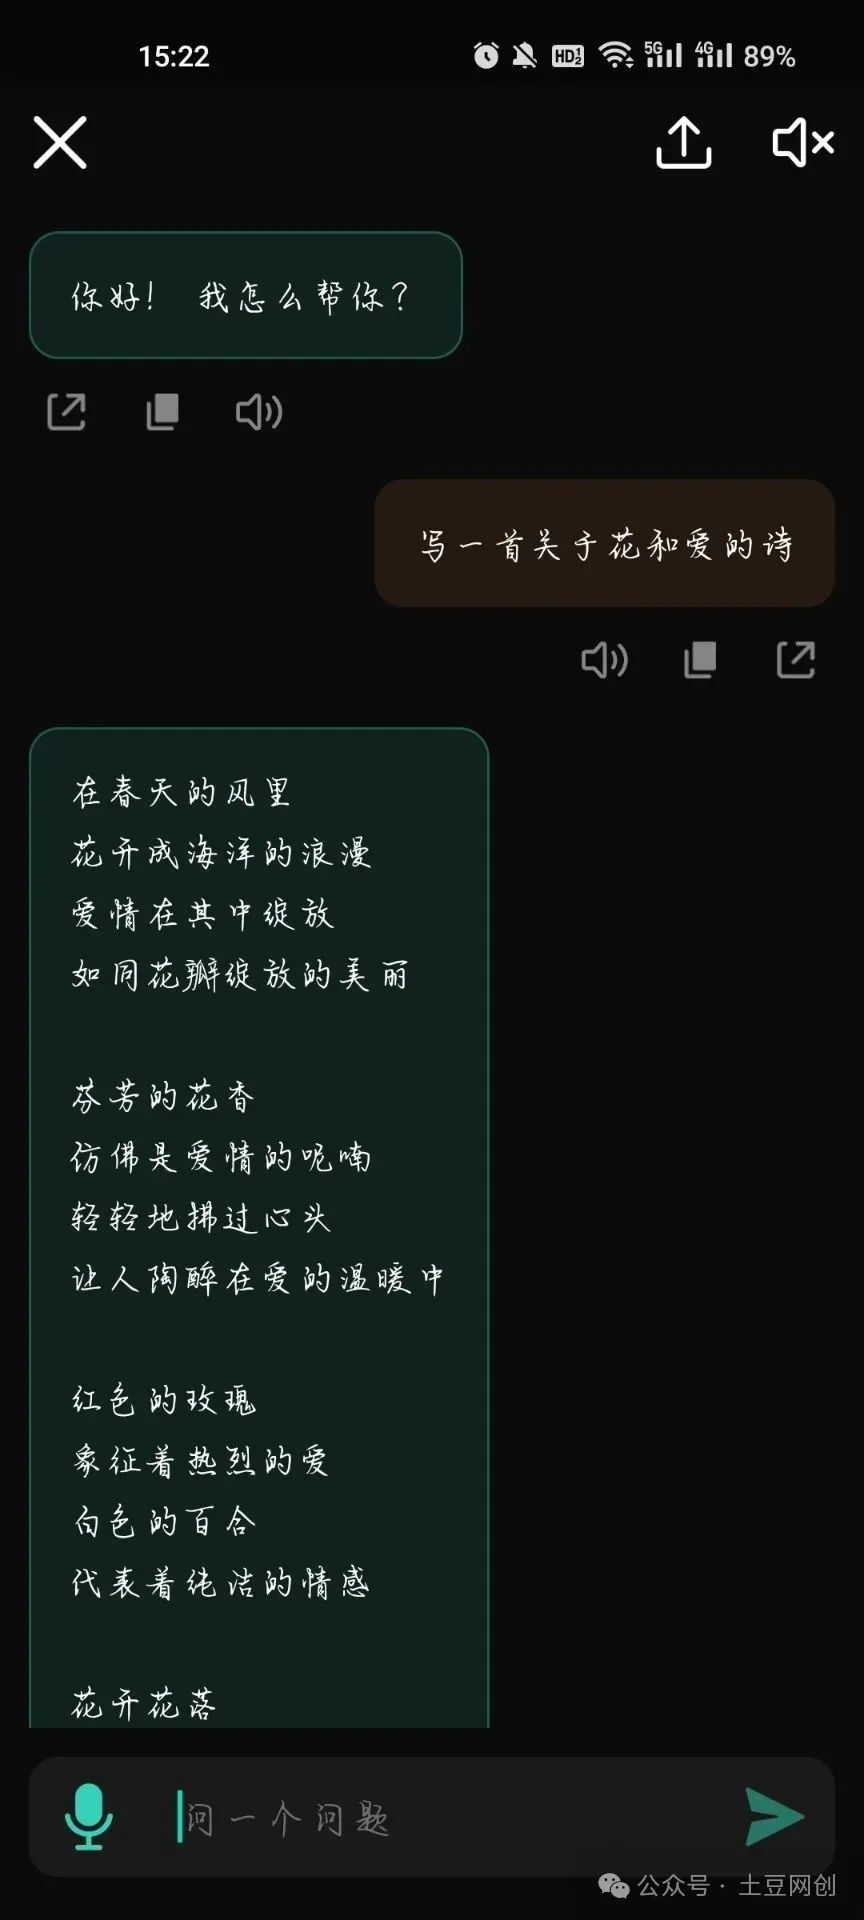 15:22
HD 1 2 5G 4G 89%
你好! 我怎么帮你?
写一首关于花和爱的诗
在春天的风里
花开成海洋的浪漫
爱情在其中绽放
如同花瓣绽放的美丽
芬芳的花香
仿佛是爱情的呢喃
轻轻地拂过心头
让人陶醉在爱的温暖中
红色的玫瑰
象征着热烈的爱
白色的百合
代表着纯洁的情感
花开花落
问一个问题
公众号 · 土豆网创